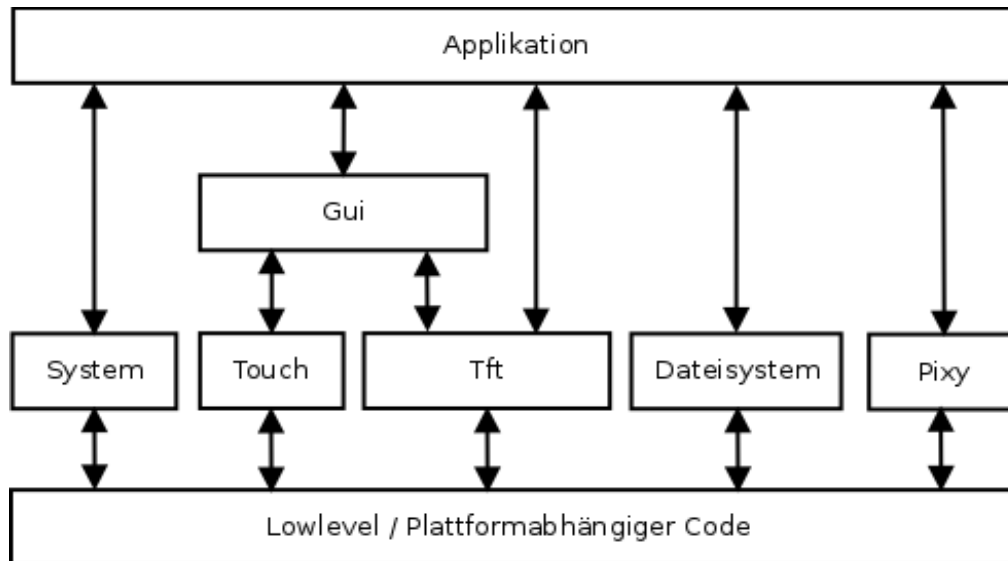 Applikation
Gui
System
Touch
Tft
Dateisystem
Pixy
Lowlevel / Plattformabhängiger Code